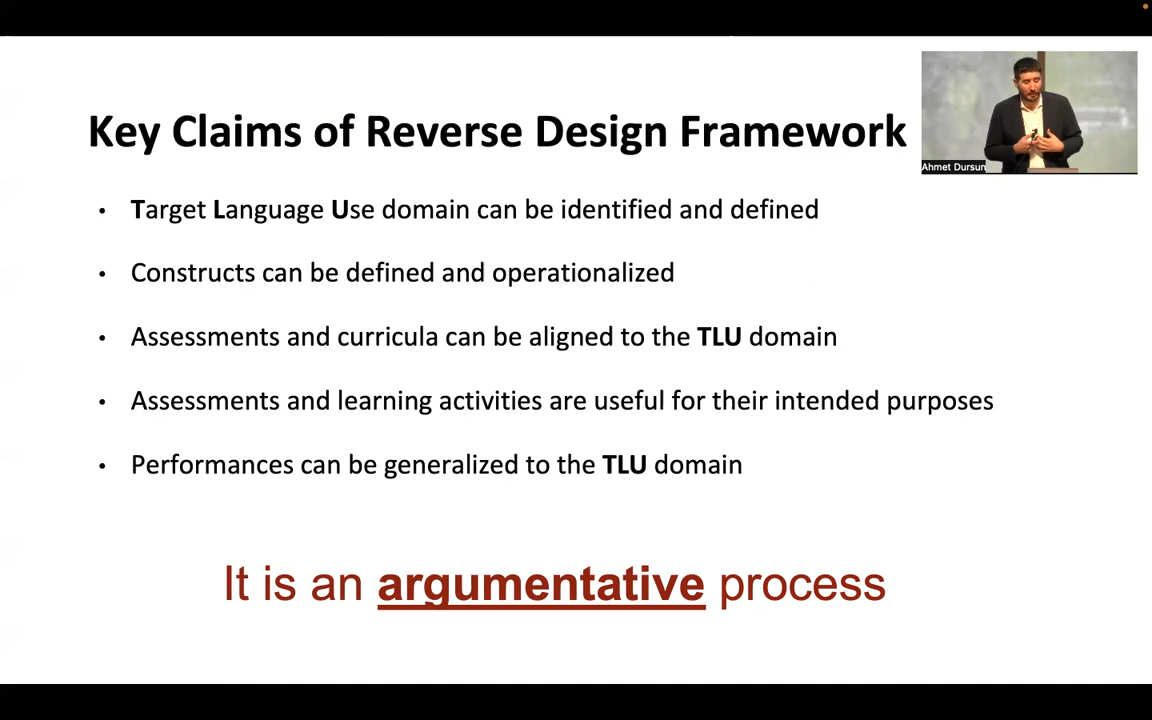 Key Claims of Reverse Design Framework
Ahmet Dursun
• Target Language Use domain can be identified and defined
• Constructs can be defined and operationalized
• Assessments and curricula can be aligned to the TLU domain
• Assessments and learning activities are useful for their intended purposes
• Performances can be generalized to the TLU domain
It is an argumentative process